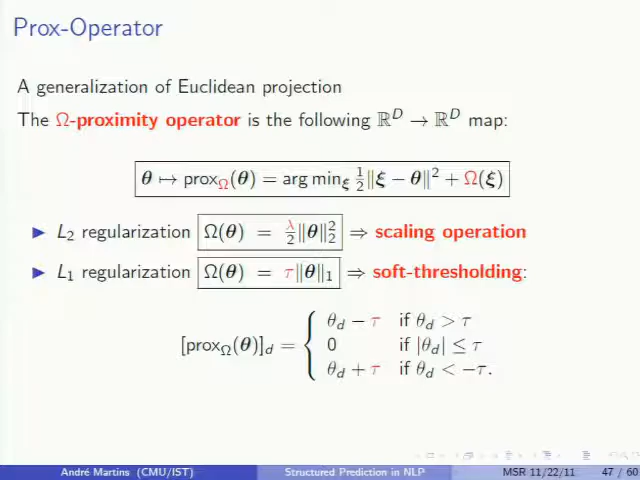 Prox-Operator
A generalization of Euclidean projection
The Ω-proximity operator is the following ℝᴰ → ℝᴰ map:
θ ↦ prox_Ω(θ) = arg min_ξ ½‖ξ − θ‖² + Ω(ξ)
▶ L₂ regularization Ω(θ) = λ/2‖θ‖₂² ⇒ scaling operation
▶ L₁ regularization Ω(θ) = τ‖θ‖₁ ⇒ soft-thresholding:
θ_d − τ if θ_d > τ
[prox_Ω(θ)]_d = { 0 if |θ_d| ≤ τ
θ_d + τ if θ_d < −τ.
André Martins (CMU/IST) Structured Prediction in NLP MSR 11/22/11 47 / 60